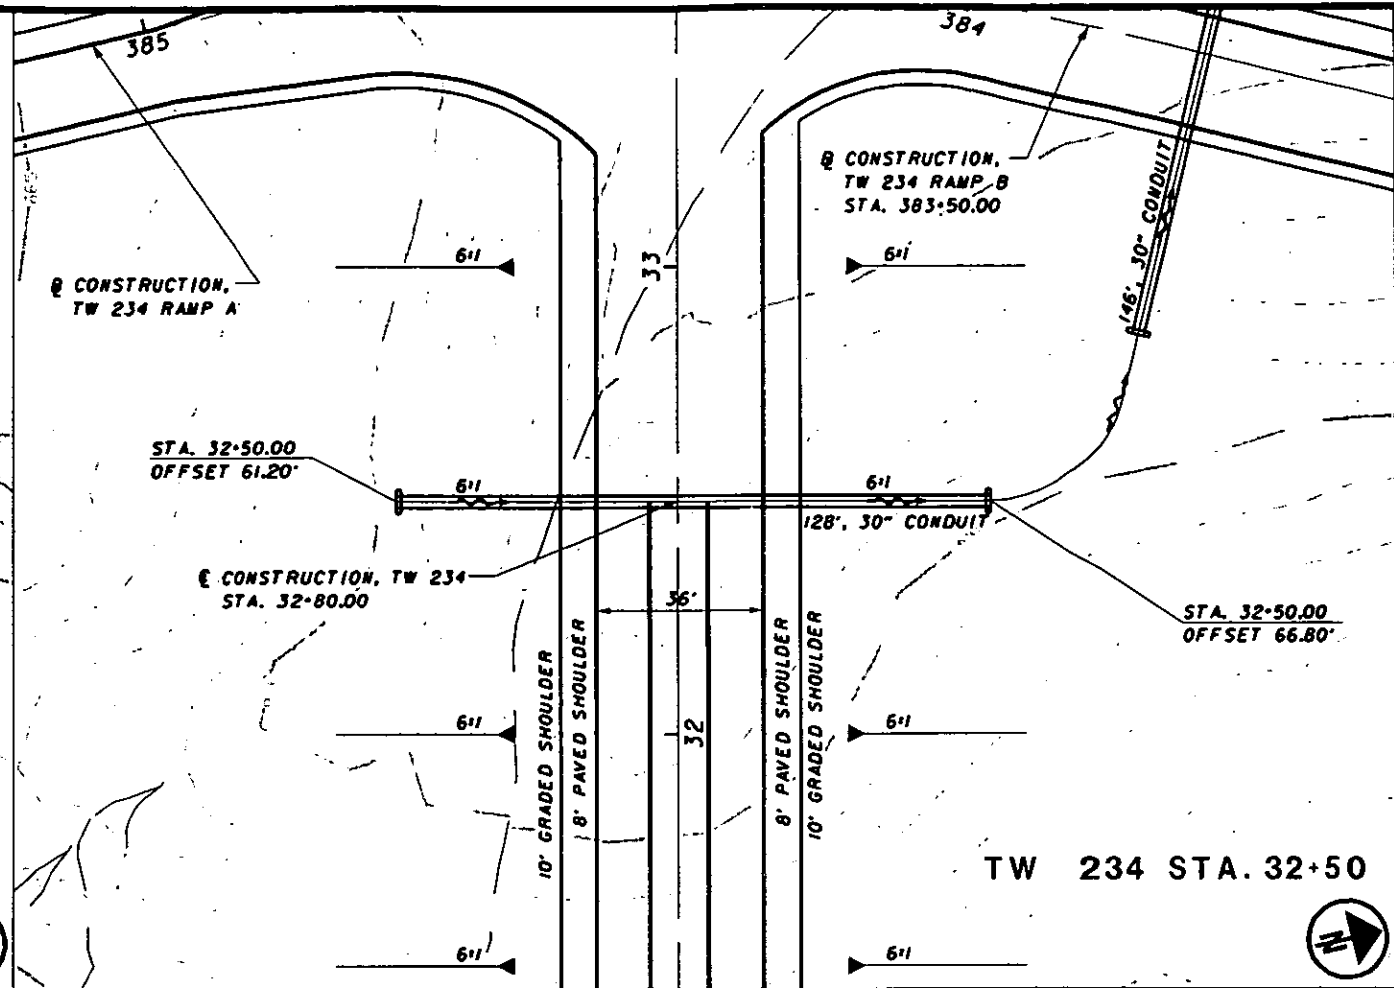 385
384
℄ CONSTRUCTION,
TW 234 RAMP B
STA. 383+50.00
146', 30" CONDUIT
6:1
33
6:1
℄ CONSTRUCTION,
TW 234 RAMP A
STA. 32+50.00
OFFSET 61.20'
6:1
6:1
128', 30" CONDUIT
℄ CONSTRUCTION, TW 234
STA. 32+80.00
36'
STA. 32+50.00
OFFSET 66.80'
10' GRADED SHOULDER
8' PAVED SHOULDER
8' PAVED SHOULDER
10' GRADED SHOULDER
6:1
32
6:1
TW 234 STA. 32+50
6:1
6:1
N